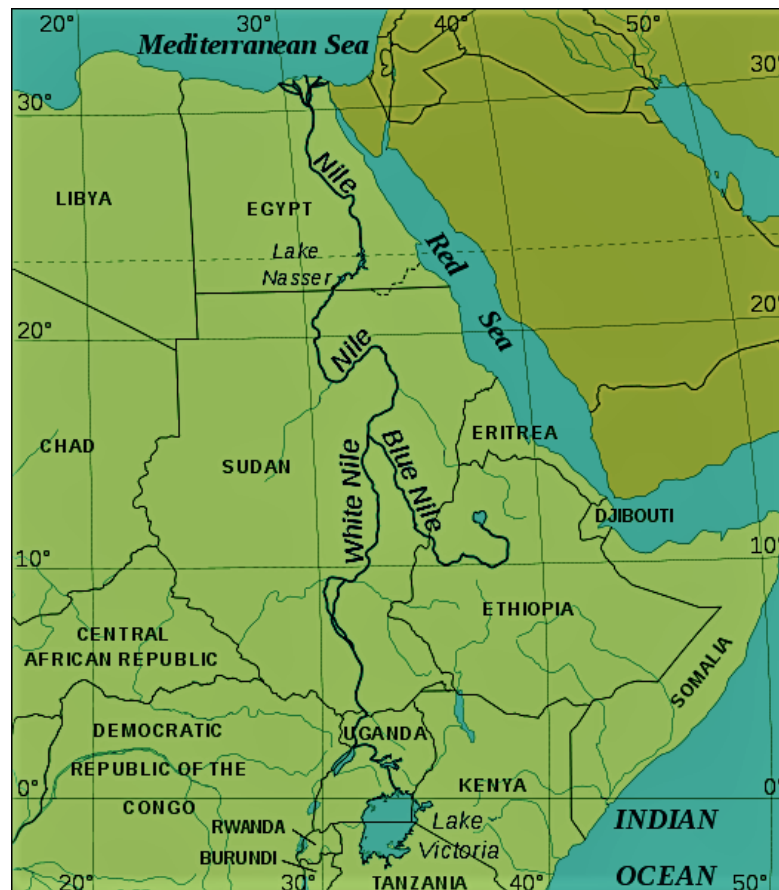 20°
30°
40°
50°
Mediterranean Sea
30°
30°
Nile
LIBYA
EGYPT
Lake
Nasser
Red
Sea
20°
20°
Nile
ERITREA
CHAD
SUDAN
White Nile
Blue Nile
DJIBOUTI
10°
10°
ETHIOPIA
CENTRAL
AFRICAN REPUBLIC
SOMALIA
DEMOCRATIC
REPUBLIC OF THE
CONGO
UGANDA
KENYA
0°
0°
RWANDA
BURUNDI
Lake
Victoria
INDIAN
OCEAN
TANZANIA
20°
30°
40°
50°